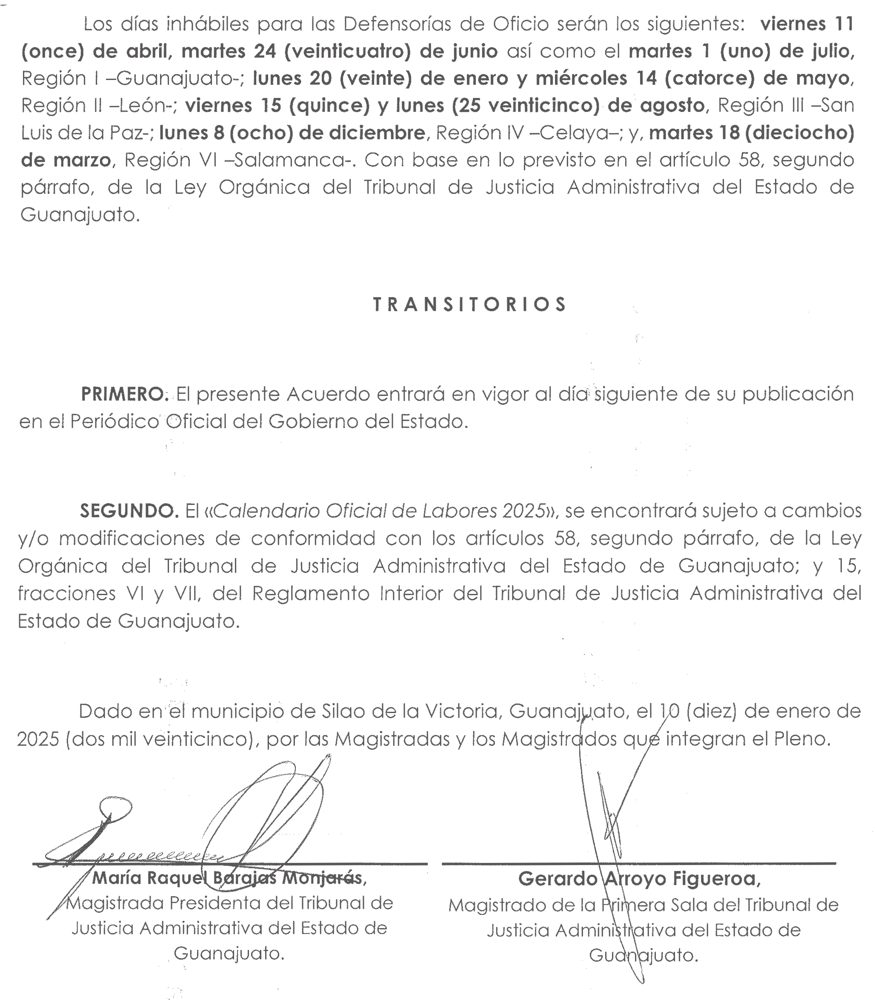 Los días inhábiles para las Defensorías de Oficio serán los siguientes: viernes 11
(once) de abril, martes 24 (veinticuatro) de junio así como el martes 1 (uno) de julio,
Región I –Guanajuato-; lunes 20 (veinte) de enero y miércoles 14 (catorce) de mayo,
Región II –León-; viernes 15 (quince) y lunes (25 veinticinco) de agosto, Región III –San
Luis de la Paz-; lunes 8 (ocho) de diciembre, Región IV –Celaya–; y, martes 18 (dieciocho)
de marzo, Región VI –Salamanca-. Con base en lo previsto en el artículo 58, segundo
párrafo, de la Ley Orgánica del Tribunal de Justicia Administrativa del Estado de
Guanajuato.
T R A N S I T O R I O S
PRIMERO. El presente Acuerdo entrará en vigor al día siguiente de su publicación
en el Periódico Oficial del Gobierno del Estado.
SEGUNDO. El «Calendario Oficial de Labores 2025», se encontrará sujeto a cambios
y/o modificaciones de conformidad con los artículos 58, segundo párrafo, de la Ley
Orgánica del Tribunal de Justicia Administrativa del Estado de Guanajuato; y 15,
fracciones VI y VII, del Reglamento Interior del Tribunal de Justicia Administrativa del
Estado de Guanajuato.
Dado en el municipio de Silao de la Victoria, Guanajuato, el 10 (diez) de enero de
2025 (dos mil veinticinco), por las Magistradas y los Magistrados que integran el Pleno.
María Raquel Barajas Monjarás,
Magistrada Presidenta del Tribunal de
Justicia Administrativa del Estado de
Guanajuato.
Gerardo Arroyo Figueroa,
Magistrado de la Primera Sala del Tribunal de
Justicia Administrativa del Estado de
Guanajuato.